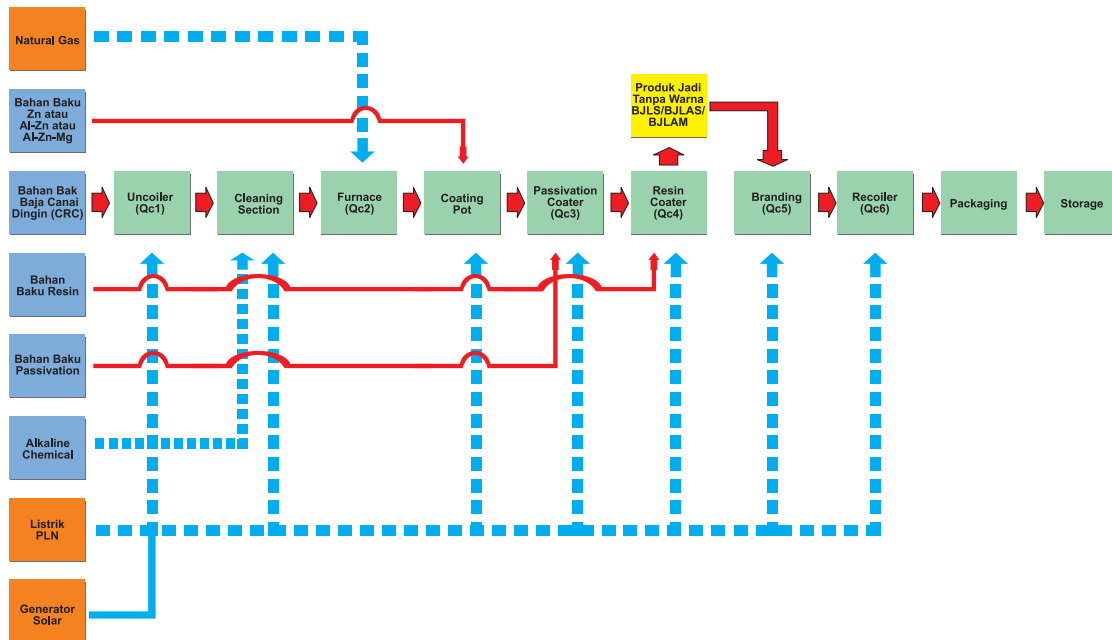 Natural Gas
Bahan Baku
Zn atau
Al-Zn atau
Al-Zn-Mg
Produk Jadi
Tanpa Warna
BJLS/BJLAS/
BJLAM
Bahan Bak
Baja Canai
Dingin (CRC)
Uncoiler
(Qc1)
Cleaning
Section
Furnace
(Qc2)
Coating
Pot
Passivation
Coater
(Qc3)
Resin
Coater
(Qc4)
Branding
(Qc5)
Recoiler
(Qc6)
Packaging
Storage
Bahan
Baku Resin
Bahan Baku
Passivation
Alkaline
Chemical
Listrik
PLN
Generator
Solar